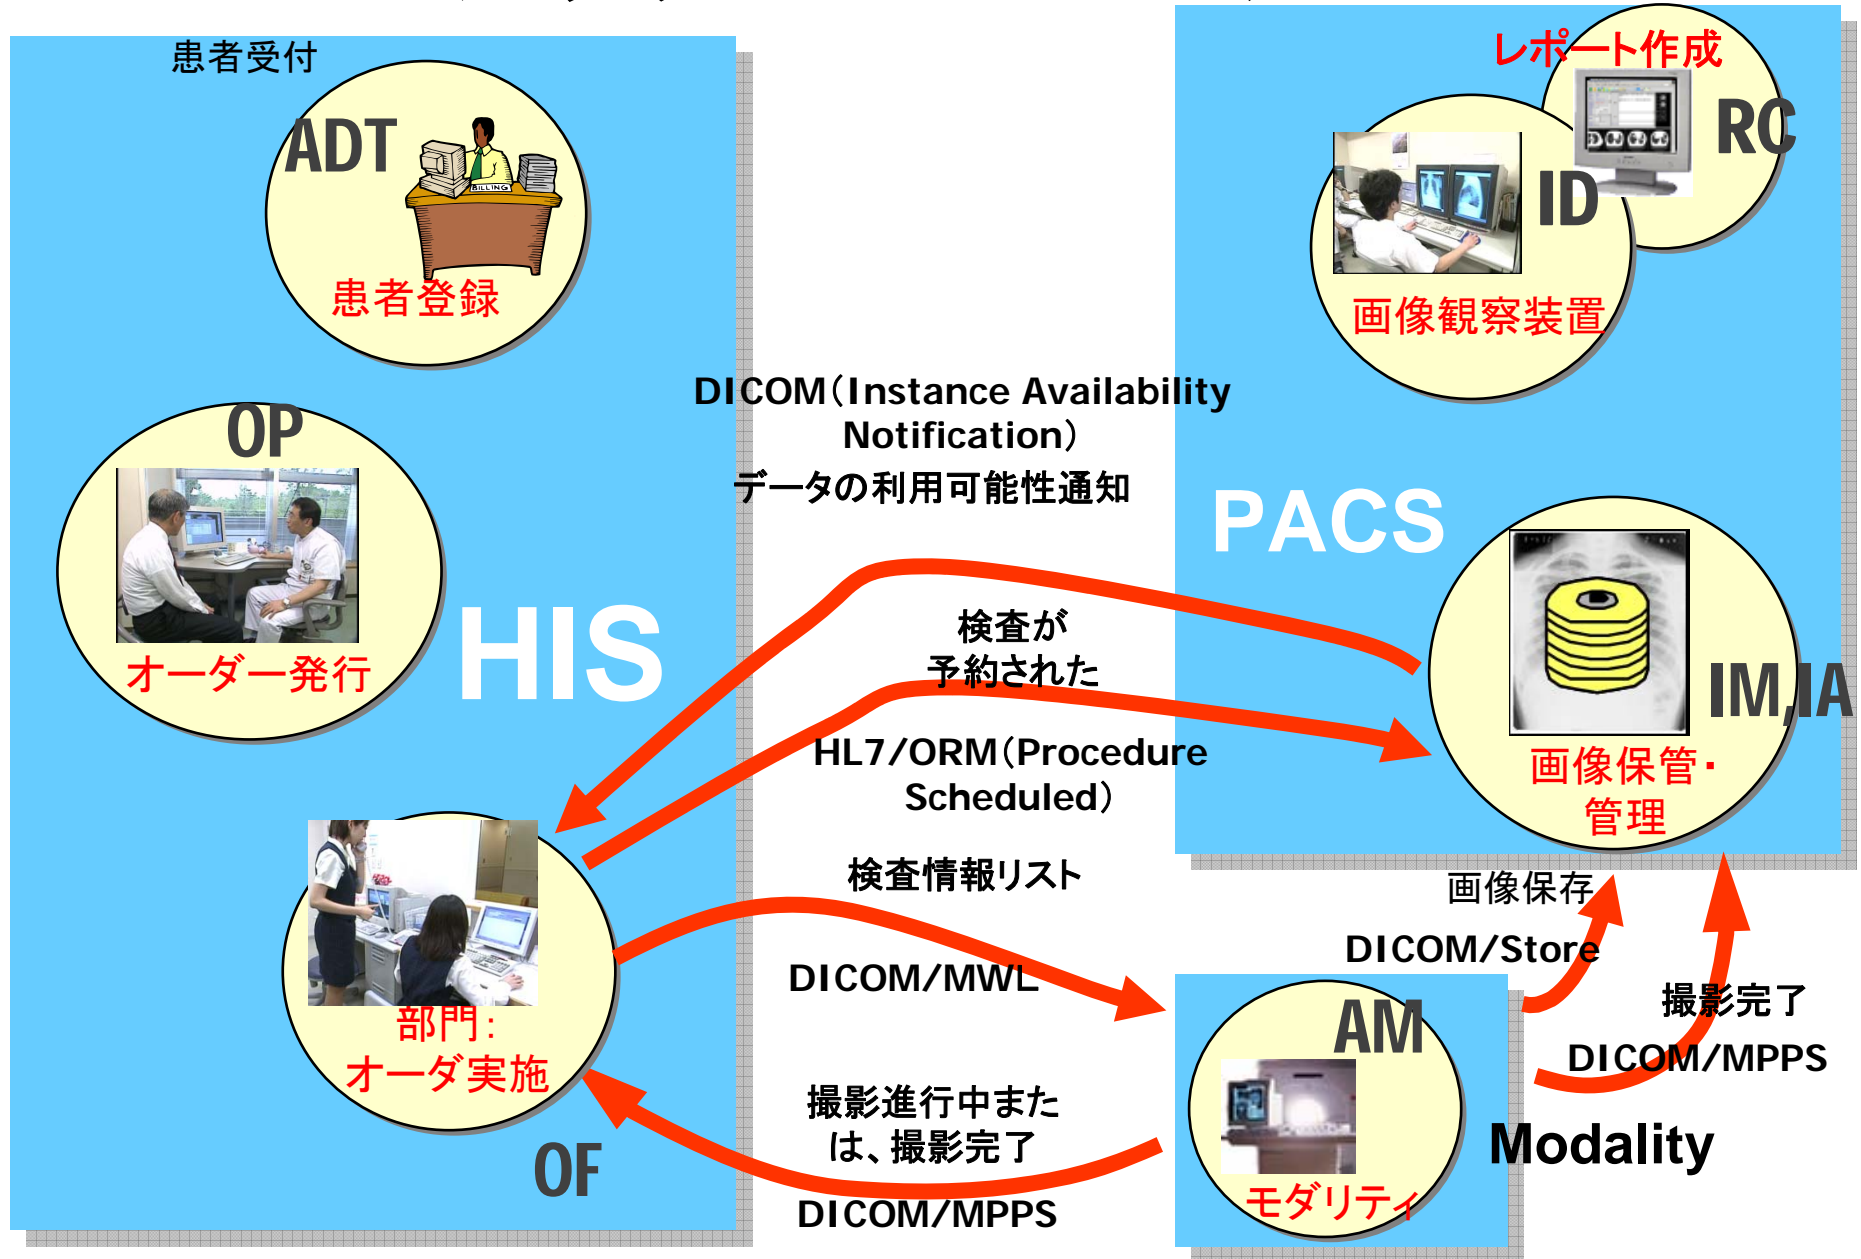 患者受付
ADT
BILLING
患者登録
OP
オーダー発行
HIS
部門:
オーダ実施
OF
DICOM(Instance Availability
Notification)
データの利用可能性通知
検査が
予約された
HL7/ORM(Procedure
Scheduled)
検査情報リスト
DICOM/MWL
撮影進行中また
は、撮影完了
DICOM/MPPS
レポート作成
RC
ID
画像観察装置
PACS
IM,IA
画像保管・
管理
画像保存
DICOM/Store
撮影完了
DICOM/MPPS
AM
Modality
モダリティ